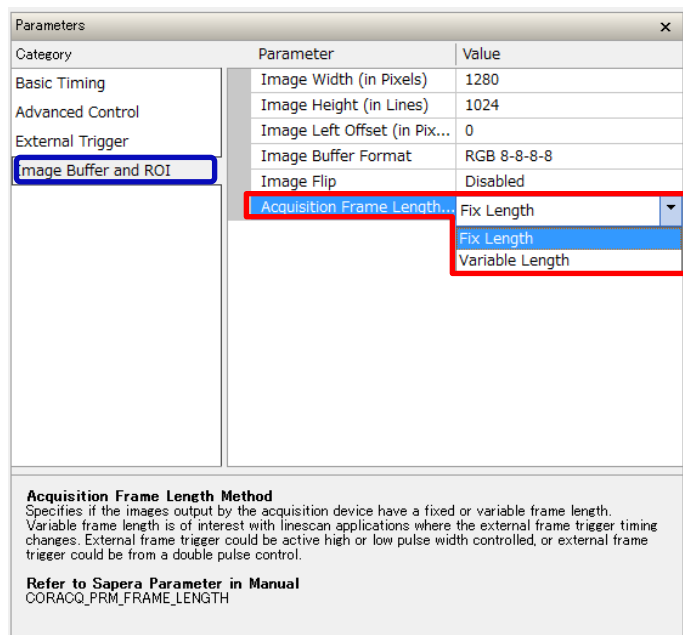 Parameters x
Category Parameter Value
Basic Timing
Advanced Control
External Trigger
Image Buffer and ROI
Image Width (in Pixels) 1280
Image Height (in Lines) 1024
Image Left Offset (in Pix... 0
Image Buffer Format RGB 8-8-8-8
Image Flip Disabled
Acquisition Frame Length... Fix Length
Fix Length
Variable Length
Acquisition Frame Length Method
Specifies if the images output by the acquisition device have a fixed or variable frame length.
Variable frame length is of interest with linescan applications where the external frame trigger timing
changes. External frame trigger could be active high or low pulse width controlled, or external frame
trigger could be from a double pulse control.
Refer to Sapera Parameter in Manual
CORACQ_PRM_FRAME_LENGTH